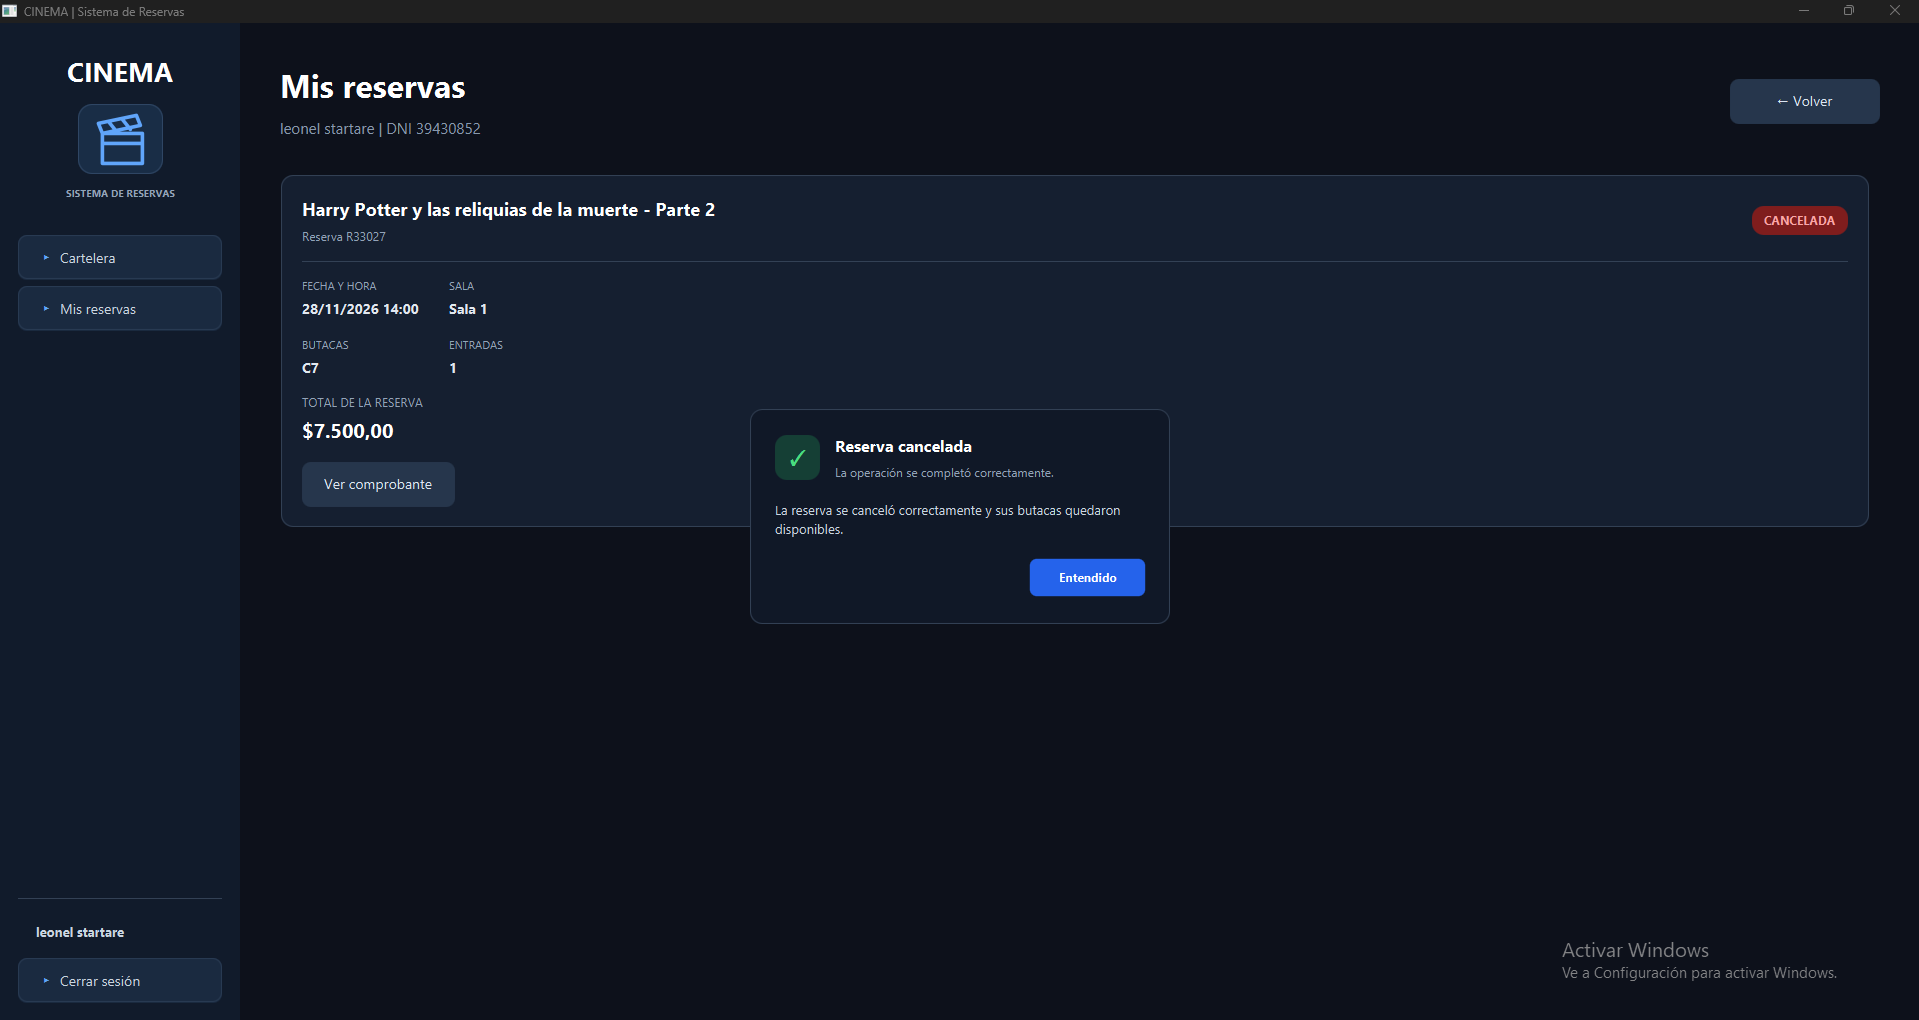 CINEMA | Sistema de Reservas
CINEMA
SISTEMA DE RESERVAS
Cartelera
Mis reservas
leonel startare
Cerrar sesión
Mis reservas
leonel startare | DNI 39430852
← Volver
Harry Potter y las reliquias de la muerte - Parte 2
Reserva R33027
CANCELADA
FECHA Y HORA
SALA
28/11/2026 14:00
Sala 1
BUTACAS
ENTRADAS
C7
1
TOTAL DE LA RESERVA
$7.500,00
Ver comprobante
Reserva cancelada
La operación se completó correctamente.
La reserva se canceló correctamente y sus butacas quedaron
disponibles.
Entendido
Activar Windows
Ve a Configuración para activar Windows.